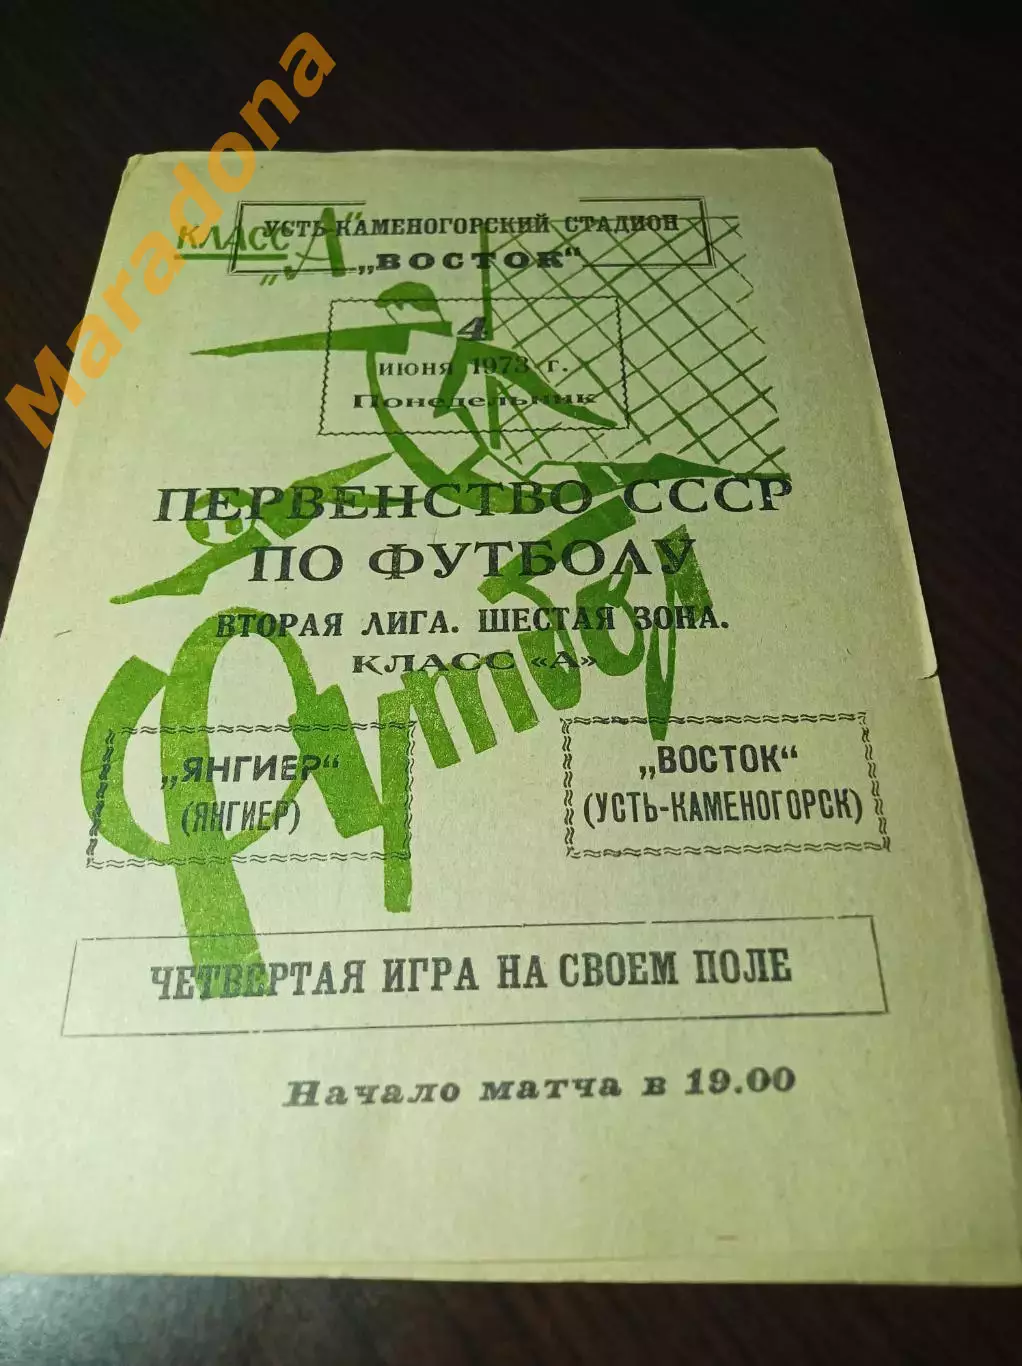 Maradona
УСТЬ-КАМЕНОГОРСКИЙ СТАДИОН
КЛАСС „А“
„ВОСТОК“
4
ИЮНЯ 1973 г.
Понедельник
ПЕРВЕНСТВО СССР
ПО ФУТБОЛУ
ВТОРАЯ ЛИГА. ШЕСТАЯ ЗОНА.
КЛАСС «А»
Футбол
„ЯНГИЕР“
(ЯНГИЕР)
„ВОСТОК“
(УСТЬ-КАМЕНОГОРСК)
ЧЕТВЕРТАЯ ИГРА НА СВОЕМ ПОЛЕ
Начало матча в 19.00